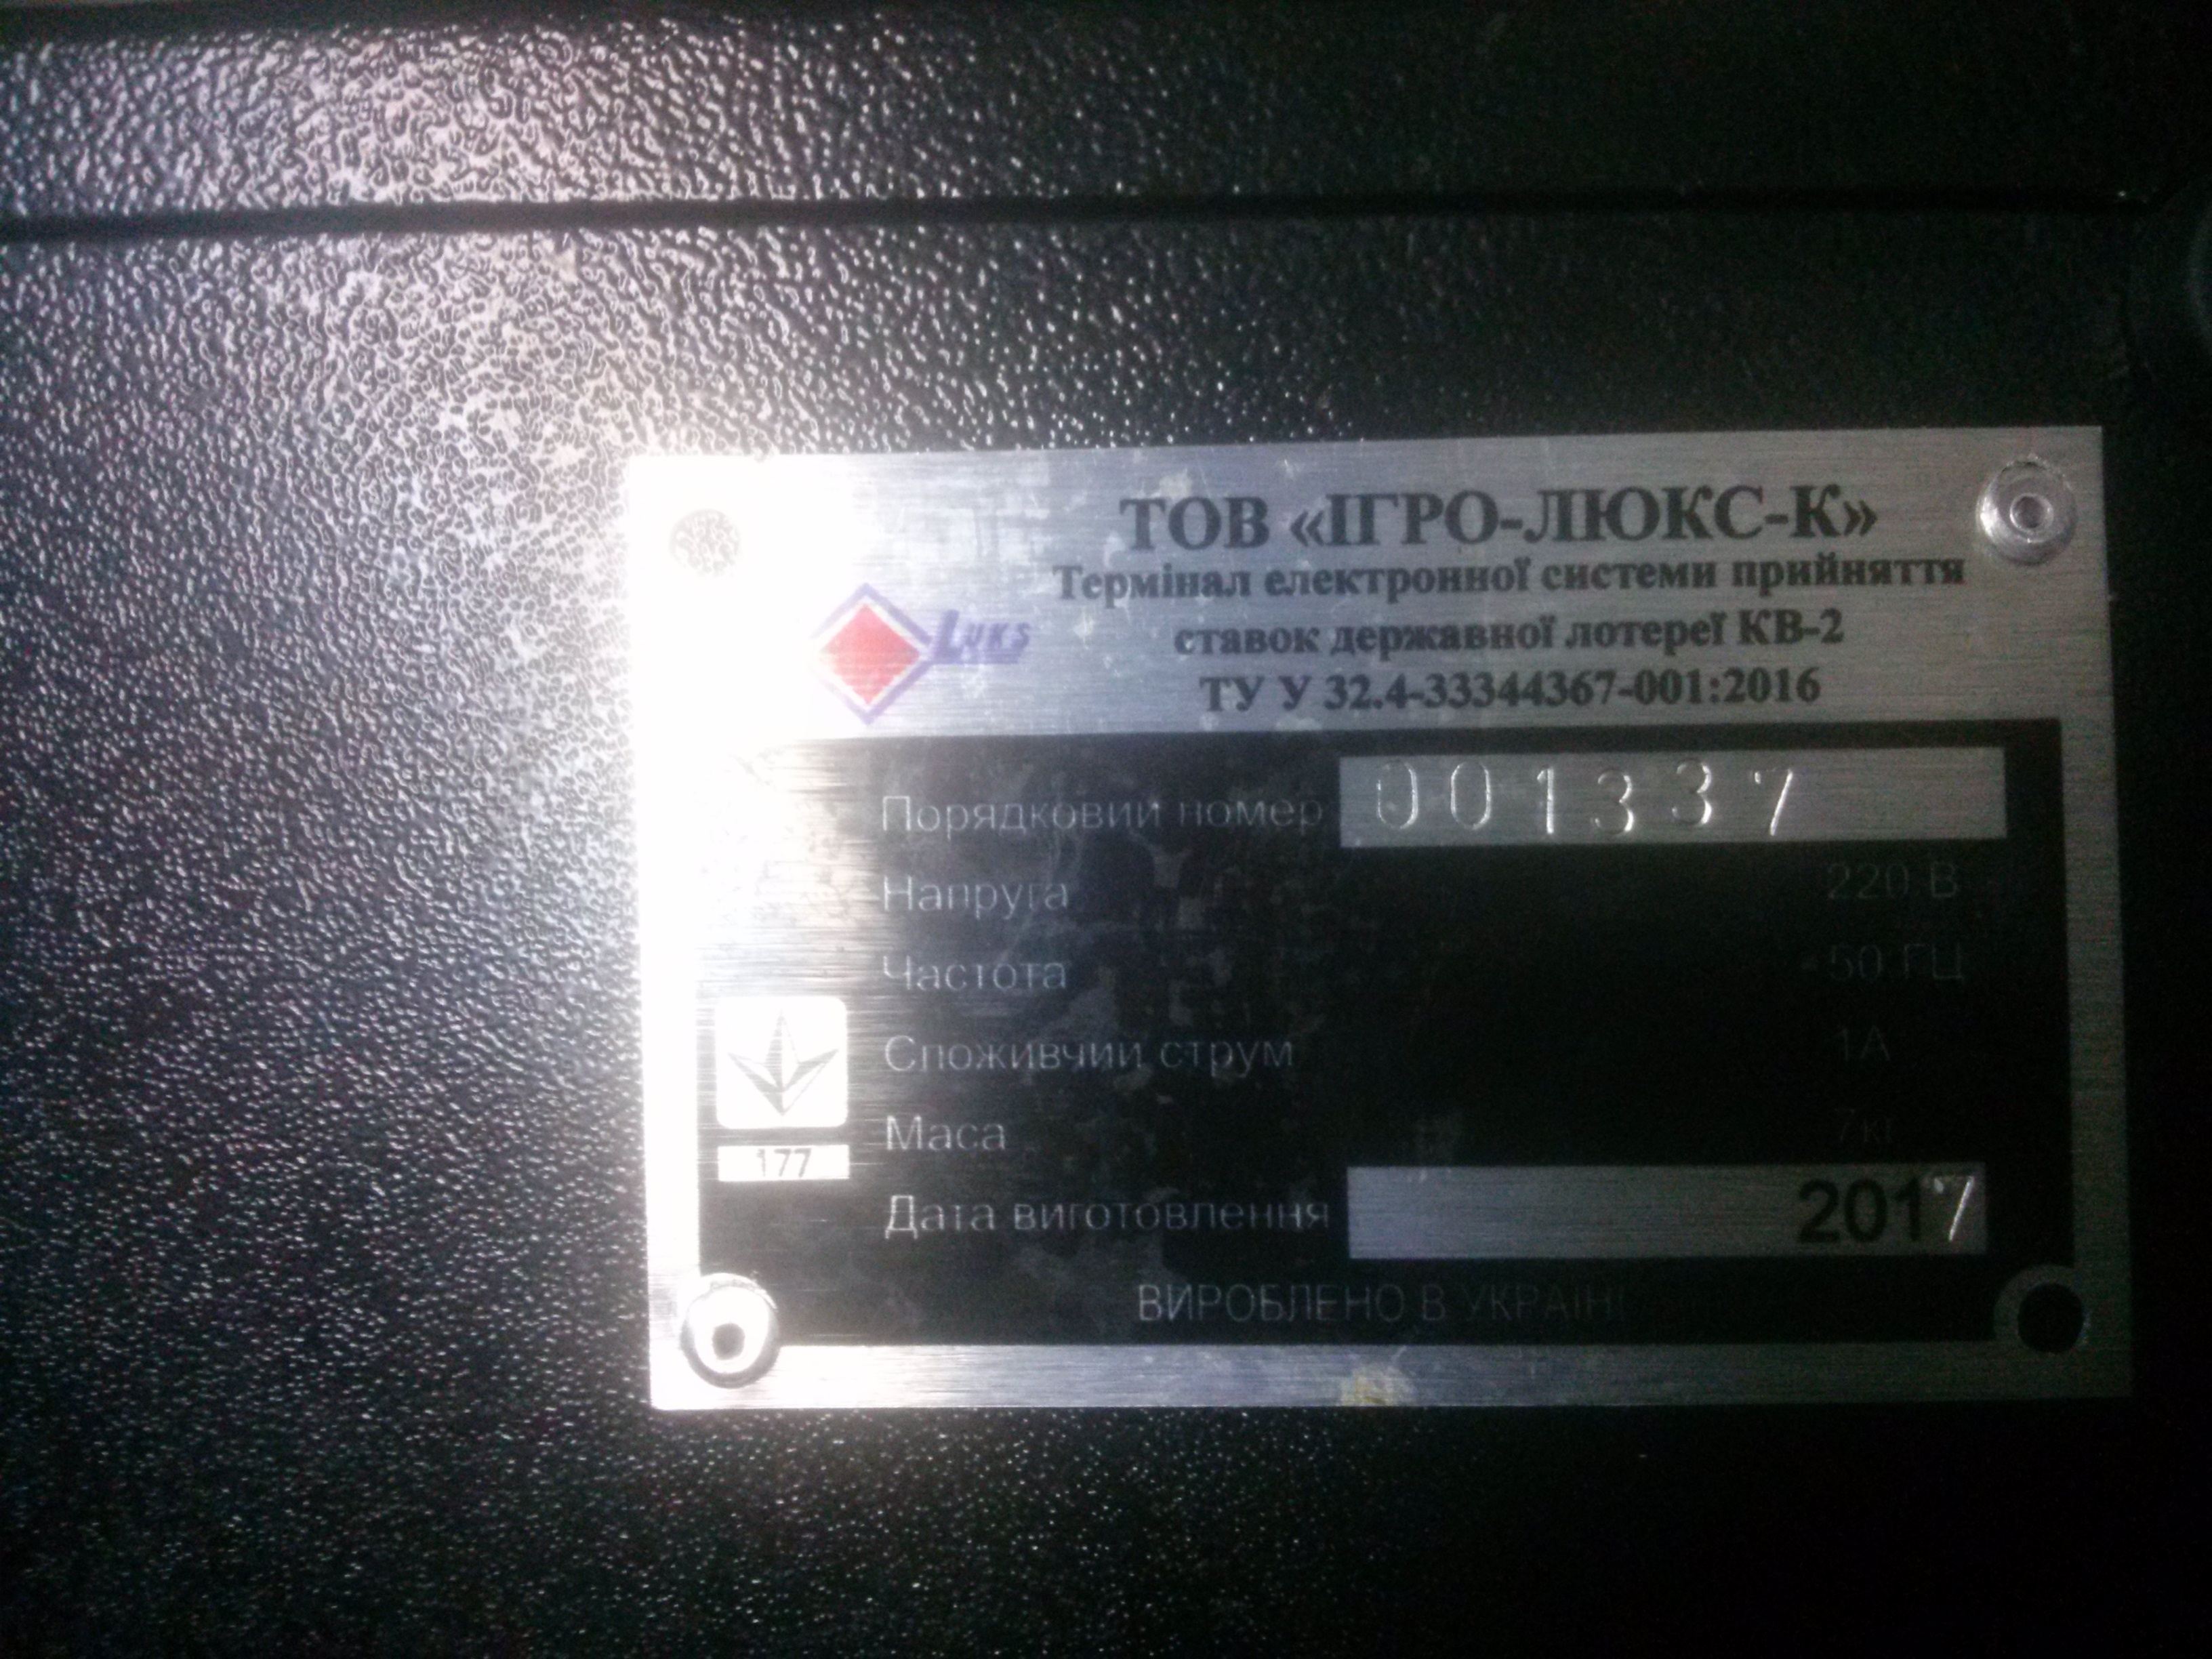 ТОВ «ІГРО-ЛЮКС-К»
Термінал електронної системи прийняття
ставок державної лотереї КВ-2
ТУ У 32.4-33344367-001:2016
Luks
Порядковий номер 001337
Напруга 220 В
Частота 50 ГЦ
Споживчий струм 1А
Маса 7кг
177
Дата виготовлення 2017
ВИРОБЛЕНО В УКРАЇНІ